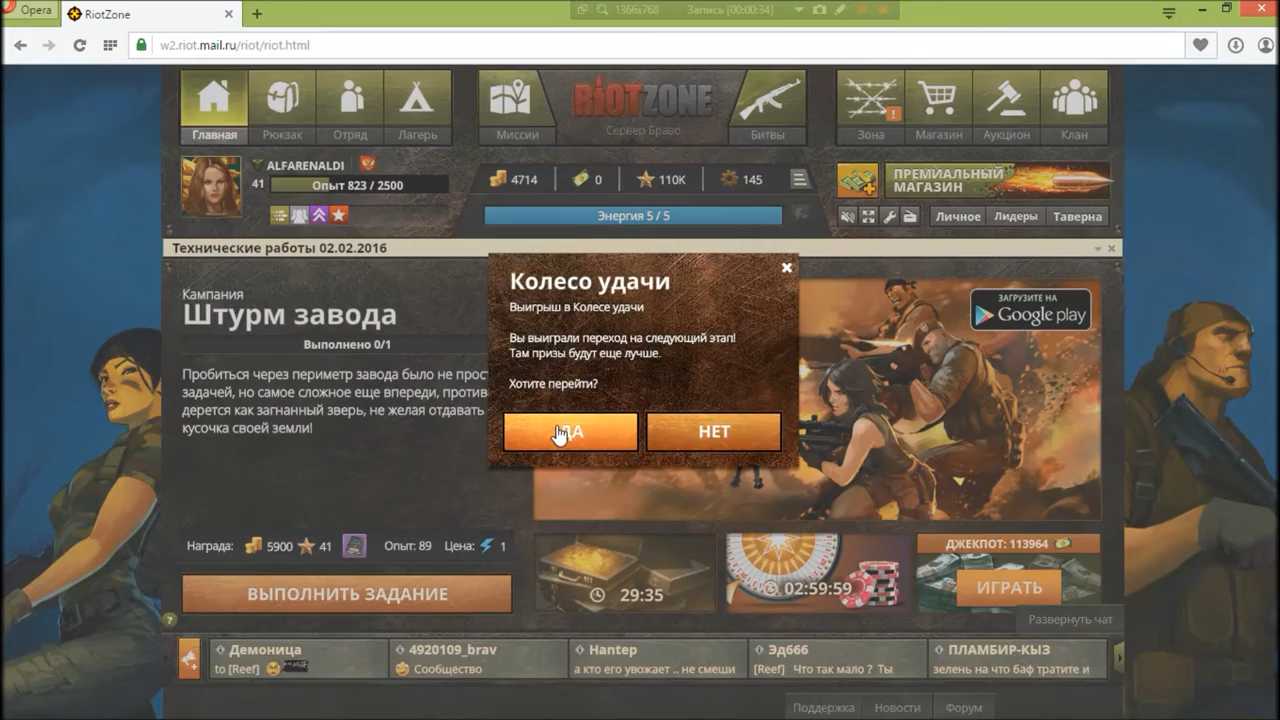 Opera
RiotZone
1366x768
Запись [00:00:34]
w2.riot.mail.ru/riot/riot.html
Главная
Рюкзак
Отряд
Лагерь
Миссии
RIOTZONE
Сервер Браво
Битвы
Зона
Магазин
Аукцион
Клан
ALFARENALDI
41
Опыт 823 / 2500
4714
0
110K
145
Энергия 5 / 5
ПРЕМИАЛЬНЫЙ
МАГАЗИН
Личное
Лидеры
Таверна
Технические работы 02.02.2016
Кампания
Штурм завода
Выполнено 0/1
Пробиться через периметр завода было не прос
задачей, но самое сложное еще впереди, против
дерется как загнанный зверь, не желая отдавать
кусочка своей земли!
Колесо удачи
Выигрыш в Колесе удачи
Вы выиграли переход на следующий этап!
Там призы будут еще лучше.
Хотите перейти?
ДА
НЕТ
ЗАГРУЗИТЕ НА
Google play
Награда:
5900
41
Опыт: 89
Цена:
1
ВЫПОЛНИТЬ ЗАДАНИЕ
29:35
02:59:59
ДЖЕКПОТ: 113964
ИГРАТЬ
Развернуть чат
Демоница
to [Reef]
4920109_brav
Сообщество
Hantep
а кто его увожает .. не смеши
Эд666
[Reef] Что так мало ? Ты
ПЛАМБИР-КЫЗ
зелень на что баф тратите и
Поддержка
Новости
Форум